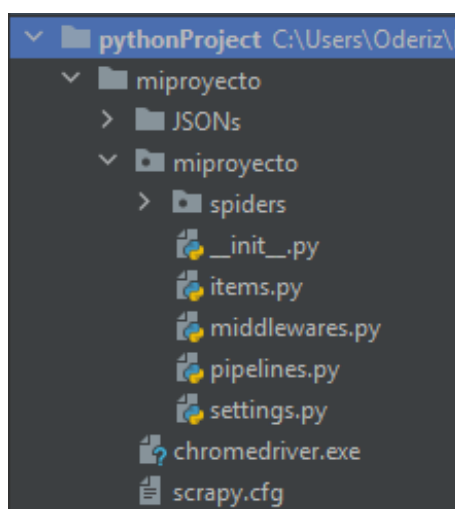 pythonProject C:\Users\Oderiz\
miproyecto
JSONs
miproyecto
spiders
__init__.py
items.py
middlewares.py
pipelines.py
settings.py
chromedriver.exe
scrapy.cfg